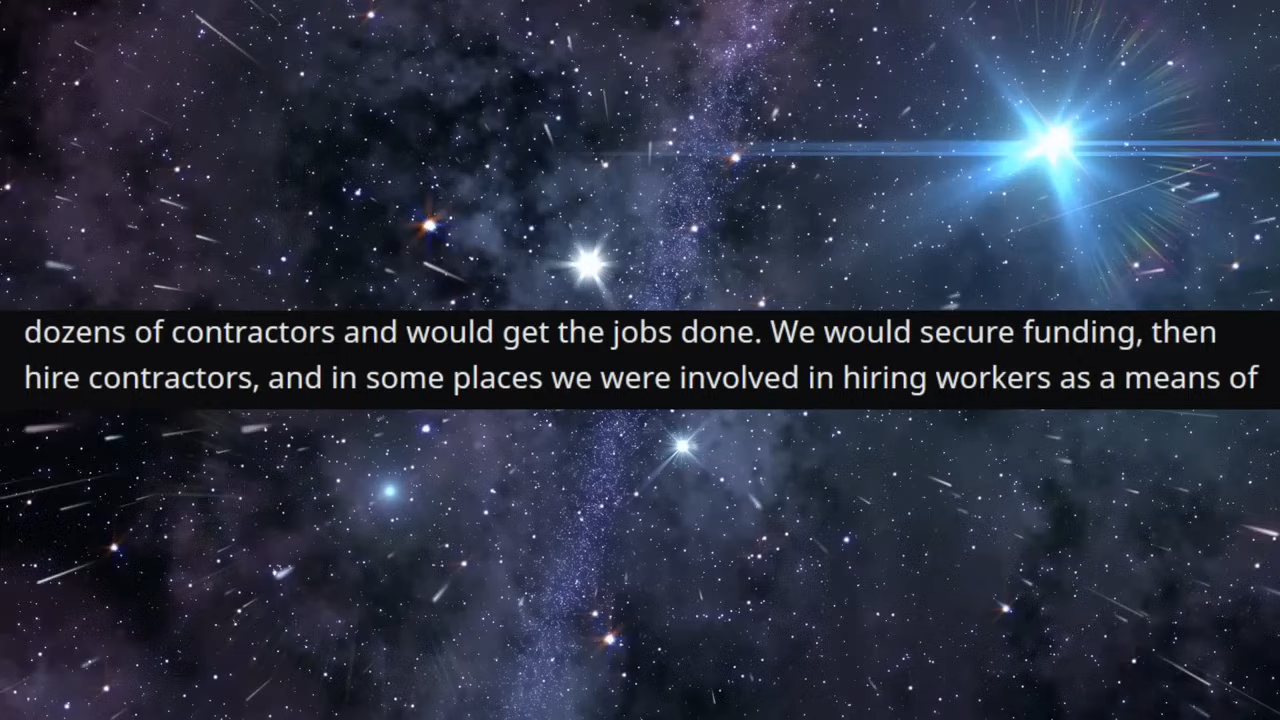 dozens of contractors and would get the jobs done. We would secure funding, then
hire contractors, and in some places we were involved in hiring workers as a means of